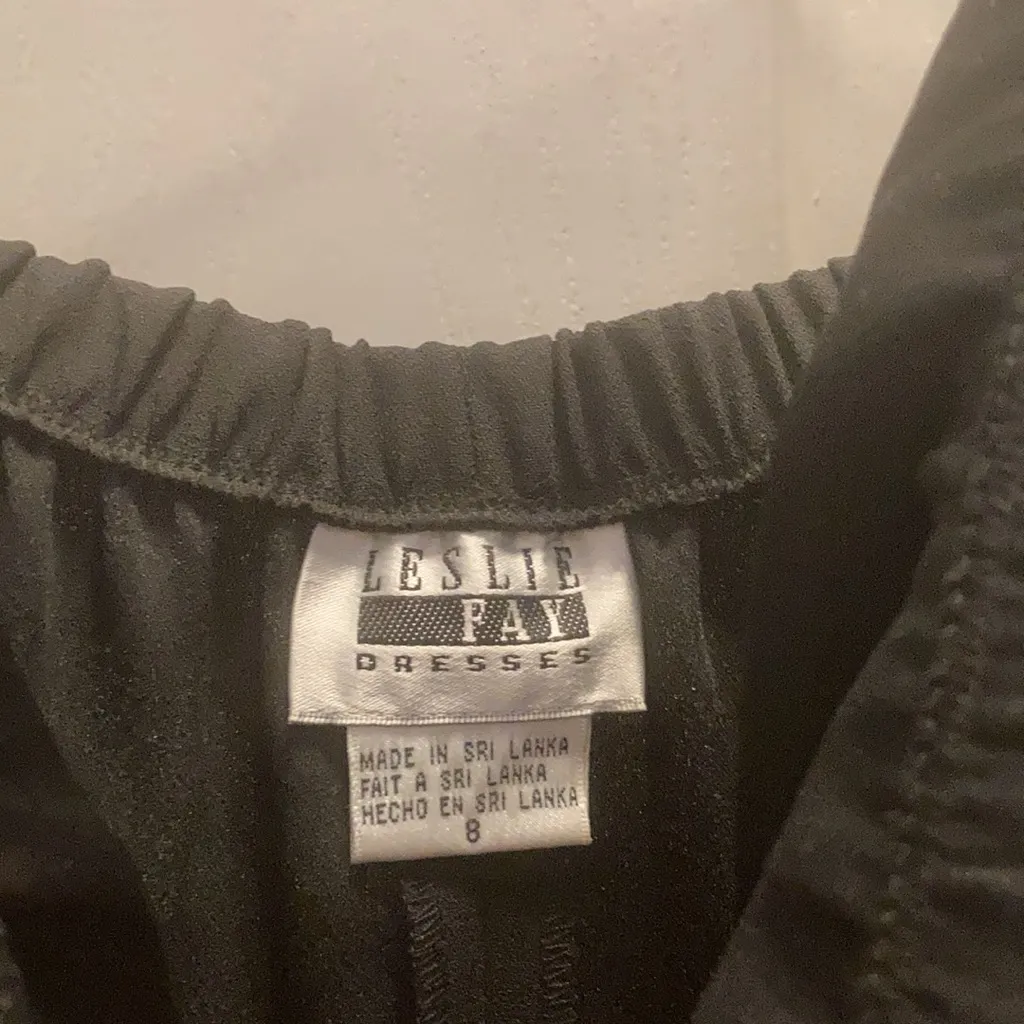 LESLIE
FAY
DRESSES
MADE IN SRI LANKA
FAIT A SRI LANKA
HECHO EN SRI LANKA
8